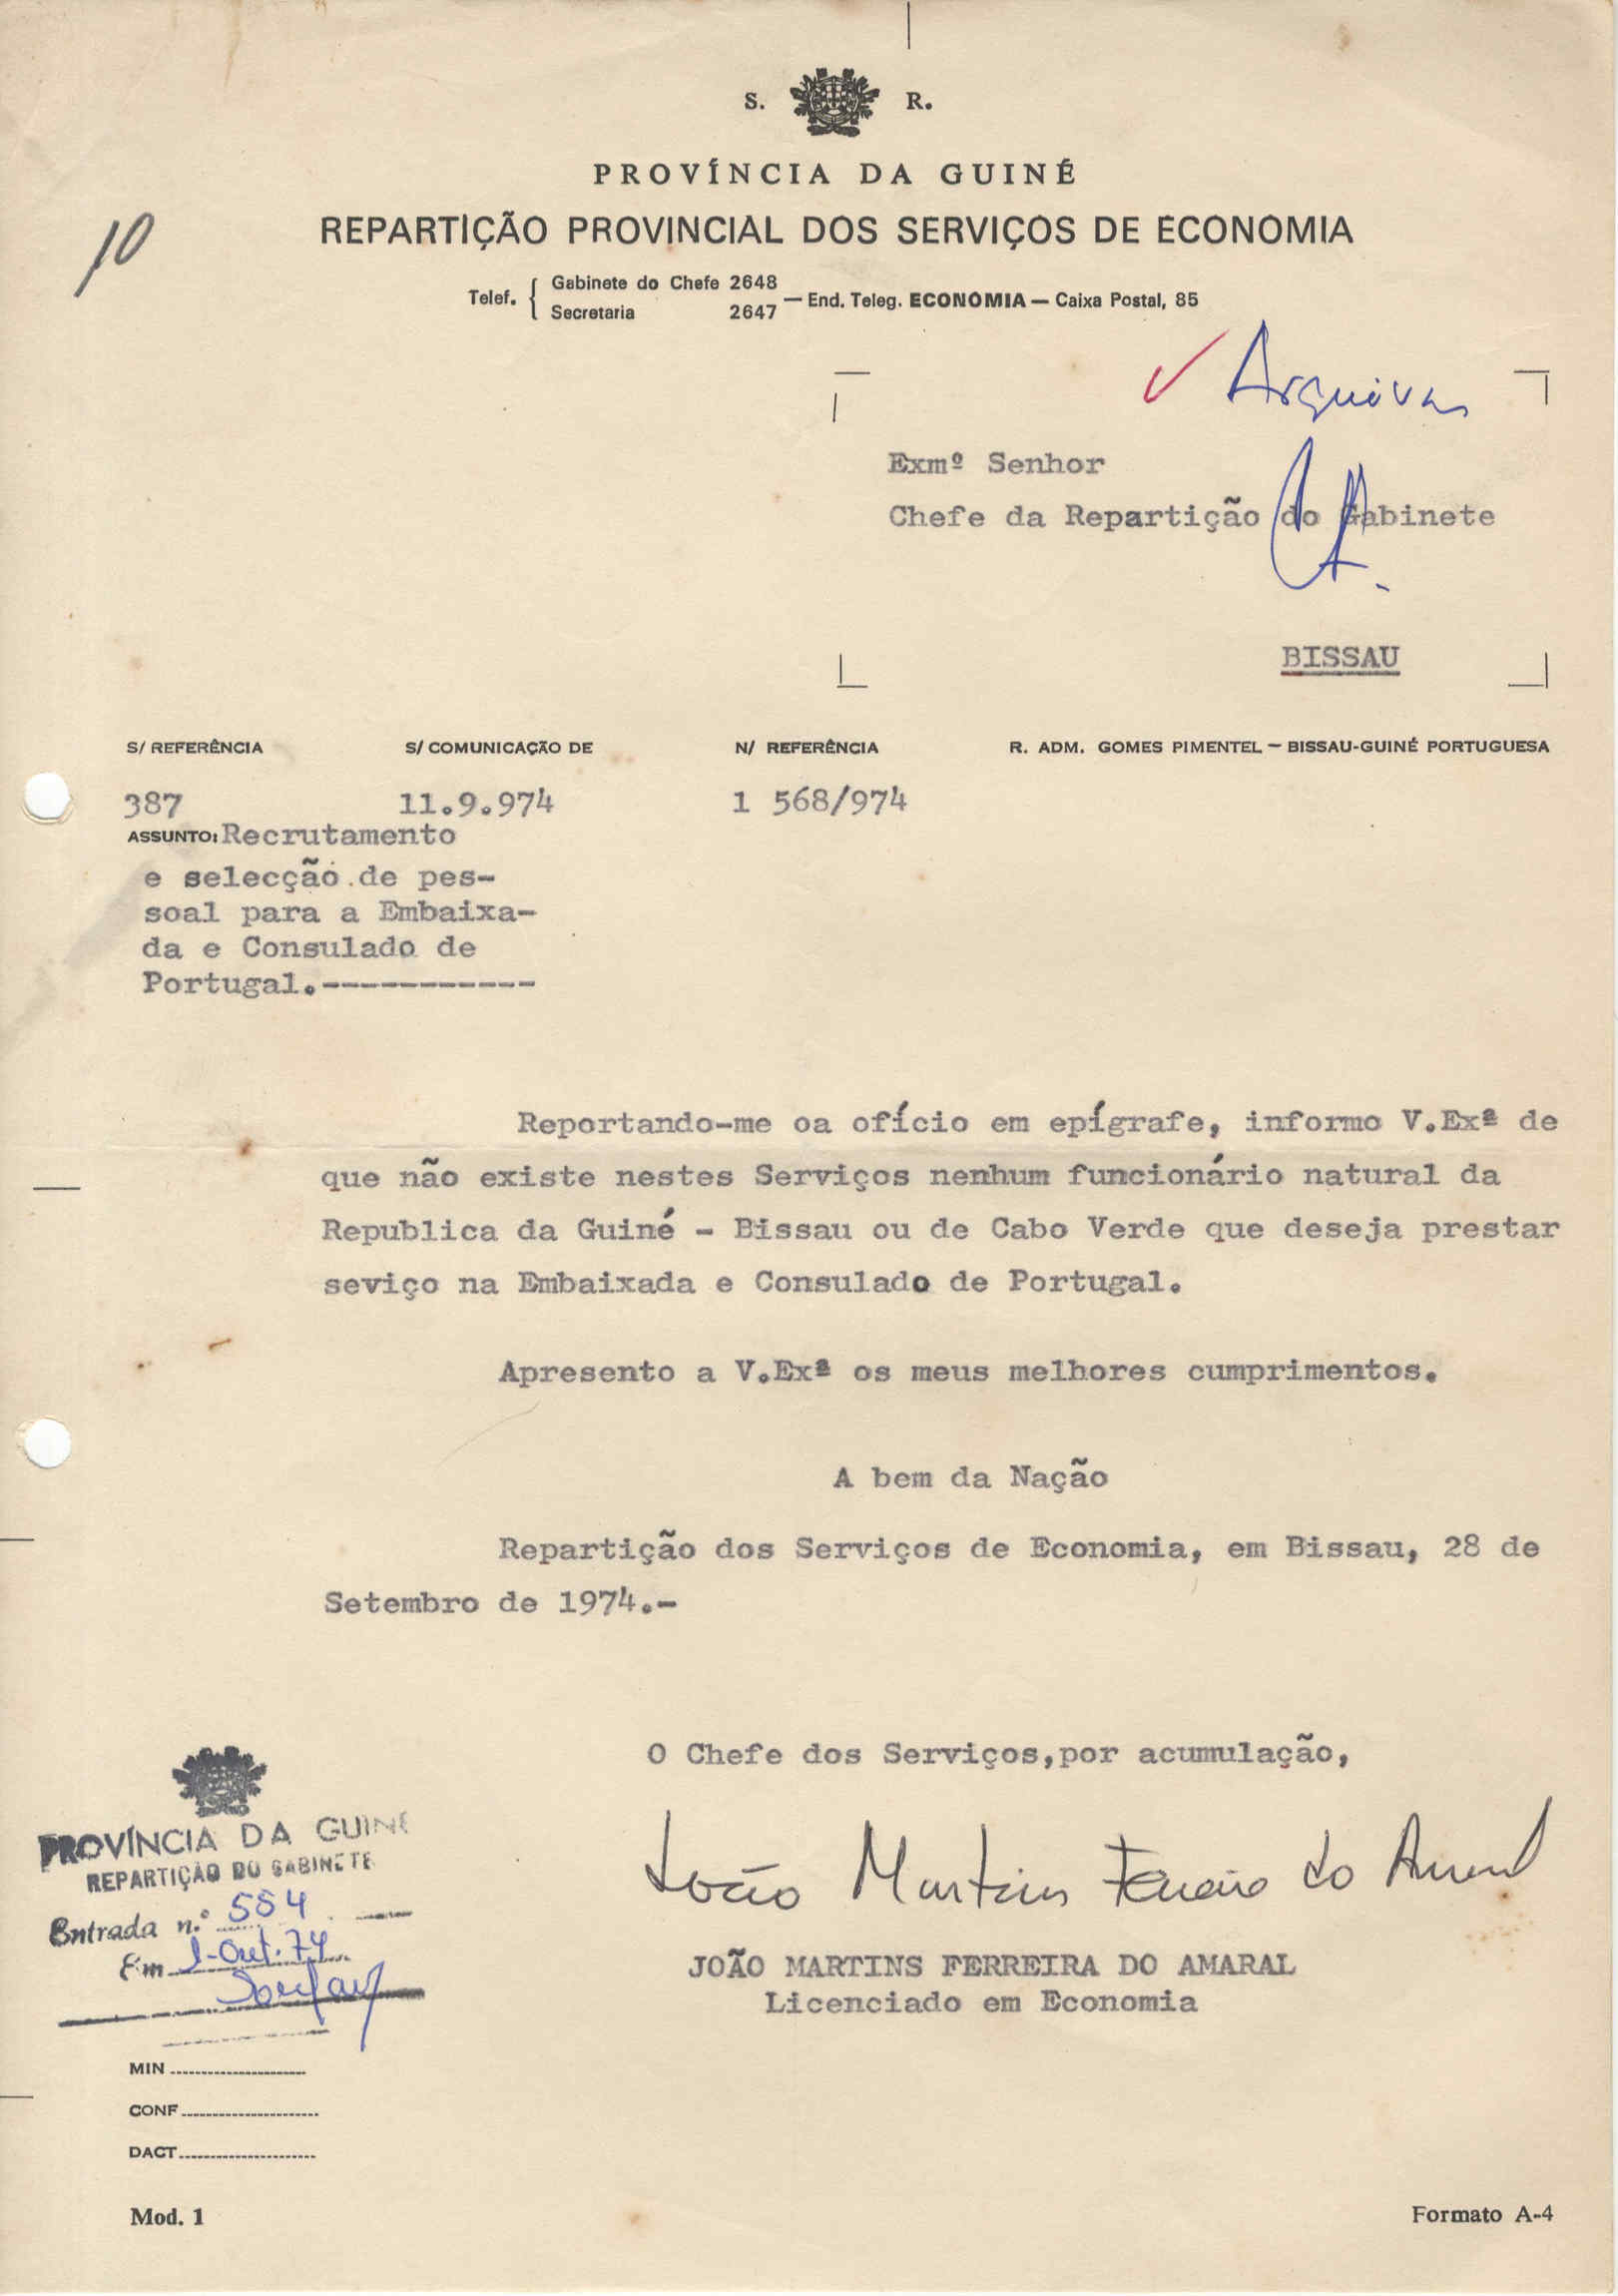 S. R.
PROVÍNCIA DA GUINÉ
REPARTIÇÃO PROVINCIAL DOS SERVIÇOS DE ECONOMIA
10
Telef. { Gabinete do Chefe 2648
Secretaria 2647 — End. Teleg. ECONOMIA — Caixa Postal, 85
Arquivar
Exmº Senhor
Chefe da Repartição do Gabinete
BISSAU
S/ REFERÊNCIA S/ COMUNICAÇÃO DE N/ REFERÊNCIA R. ADM. GOMES PIMENTEL — BISSAU-GUINÉ PORTUGUESA
387 11.9.974 1 568/974
ASSUNTO: Recrutamento
e selecção.de pes-
soal para a Embaixa-
da e Consulado de
Portugal.-----------
Reportando-me oa ofício em epígrafe, informo V.Exª de
que não existe nestes Serviços nenhum funcionário natural da
Republica da Guiné - Bissau ou de Cabo Verde que deseja prestar
seviço na Embaixada e Consulado de Portugal.
Apresento a V.Exª os meus melhores cumprimentos.
A bem da Nação
Repartição dos Serviços de Economia, em Bissau, 28 de
Setembro de 1974.-
O Chefe dos Serviços,por acumulação,
João Martins Ferreira do Amaral
JOÃO MARTINS FERREIRA DO AMARAL
Licenciado em Economia
PROVÍNCIA DA GUINÉ
REPARTIÇÃO DO GABINETE
Entrada n.º 554
Em 1-Out.74
MIN
CONF
DACT
Mod. 1 Formato A-4